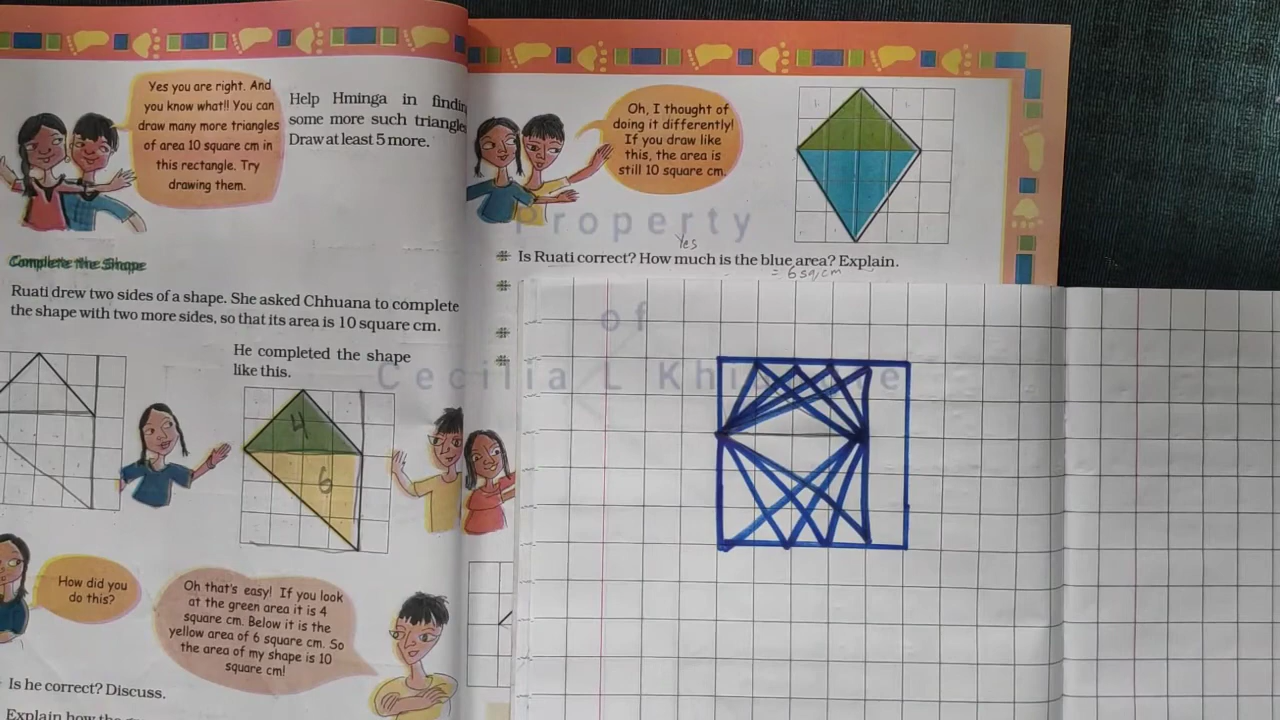 Yes you are right. And
you know what!! You can
draw many more triangles
of area 10 square cm in
this rectangle. Try
drawing them.
Help Hminga in finding
some more such triangles
Draw at least 5 more.
Complete the Shape
Ruati drew two sides of a shape. She asked Chhuana to complete
the shape with two more sides, so that its area is 10 square cm.
He completed the shape
like this.
4
6
How did you
do this?
Oh that's easy! If you look
at the green area it is 4
square cm. Below it is the
yellow area of 6 square cm. So
the area of my shape is 10
square cm!
Is he correct? Discuss.
Explain how the
Oh, I thought of
doing it differently!
If you draw like
this, the area is
still 10 square cm.
Yes
Is Ruati correct? How much is the blue area? Explain.
= 6 sq, cm
Property
of
Cecilia L